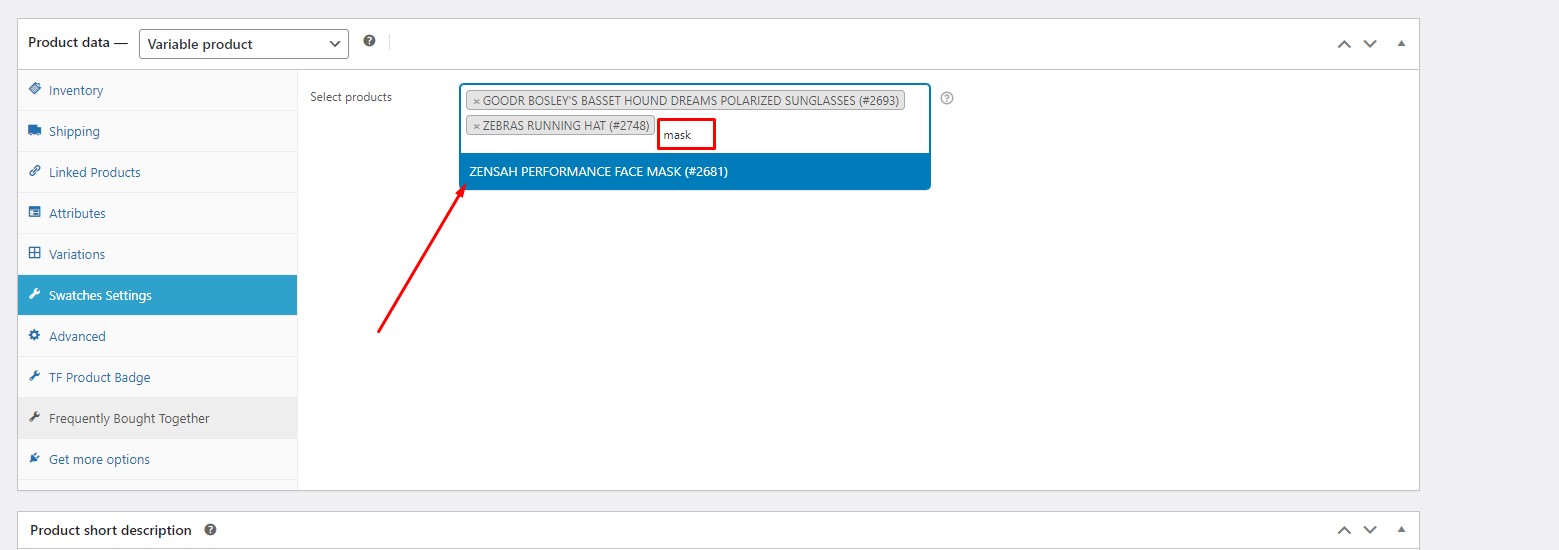 Product data —
Variable product
Inventory
Shipping
Linked Products
Attributes
Variations
Swatches Settings
Advanced
TF Product Badge
Frequently Bought Together
Get more options
Select products
× GOODR BOSLEY'S BASSET HOUND DREAMS POLARIZED SUNGLASSES (#2693)
× ZEBRAS RUNNING HAT (#2748) mask
ZENSAH PERFORMANCE FACE MASK (#2681)
Product short description